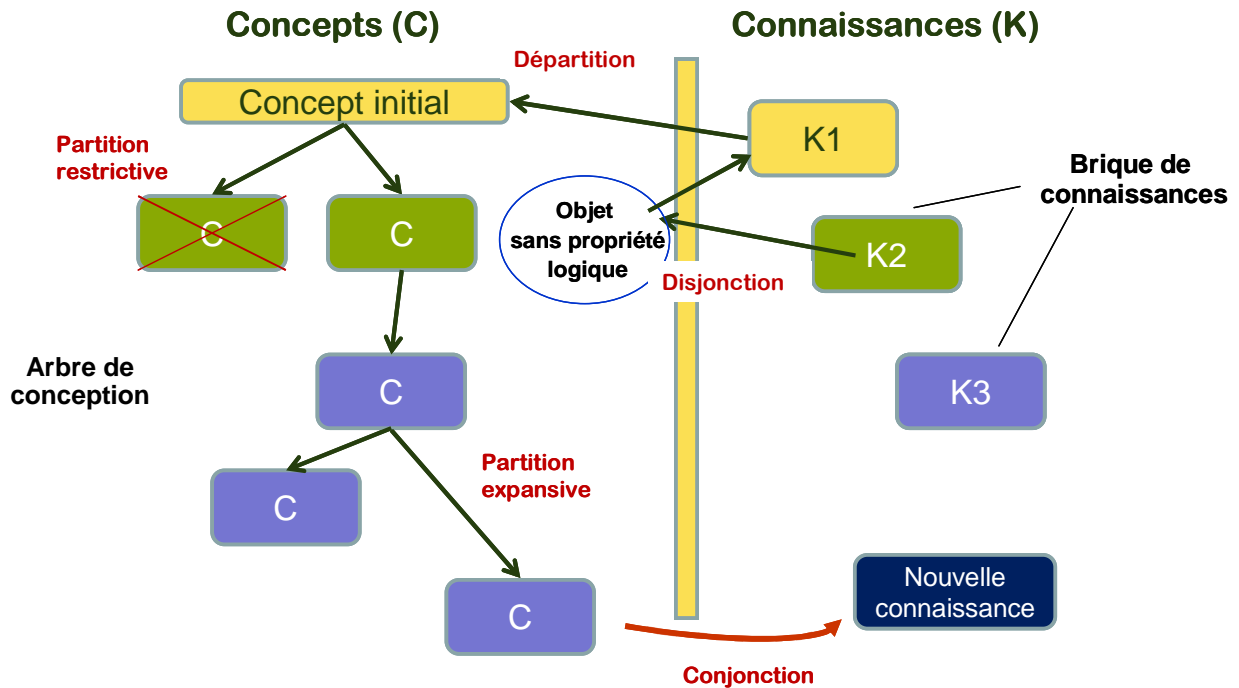 Concepts (C)
Connaissances (K)
Départition
Concept initial
K1
Partition
restrictive
Brique de
connaissances
C
C
Objet
sans propriété
logique
K2
Disjonction
Arbre de
conception
C
K3
Partition
expansive
C
C
Nouvelle
connaissance
Conjonction